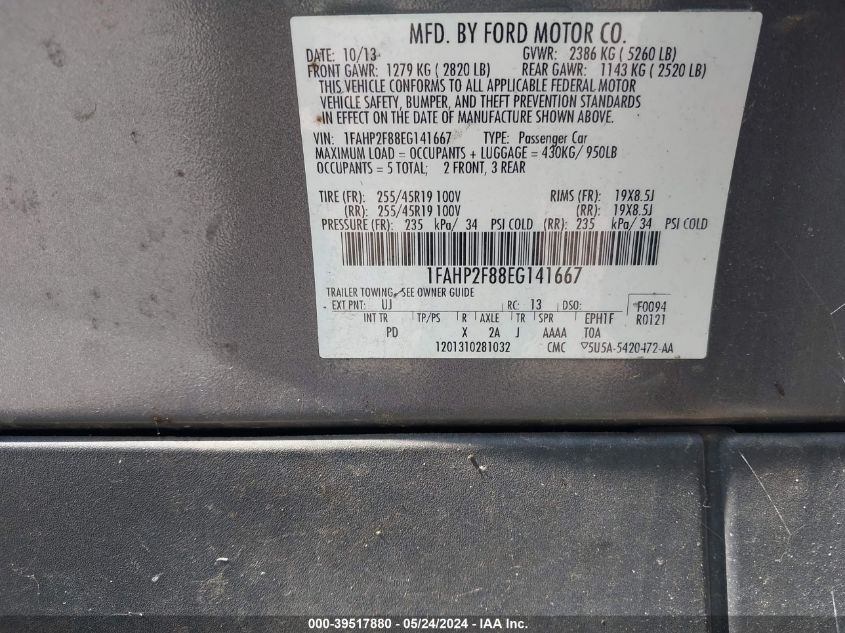 MFD. BY FORD MOTOR CO.
DATE: 10/13 GVWR: 2386 KG ( 5260 LB)
FRONT GAWR: 1279 KG ( 2820 LB) REAR GAWR: 1143 KG ( 2520 LB)
THIS VEHICLE CONFORMS TO ALL APPLICABLE FEDERAL MOTOR
VEHICLE SAFETY, BUMPER, AND THEFT PREVENTION STANDARDS
IN EFFECT ON THE DATE OF MANUFACTURE SHOWN ABOVE.
VIN: 1FAHP2F88EG141667 TYPE: Passenger Car
MAXIMUM LOAD = OCCUPANTS + LUGGAGE = 430KG/ 950LB
OCCUPANTS = 5 TOTAL; 2 FRONT, 3 REAR
TIRE (FR): 255/45R19 100V RIMS (FR): 19X8.5J
(RR): 255/45R19 100V (RR): 19X8.5J
PRESSURE (FR): 235 kPa/ 34 PSI COLD (RR): 235 kPa/ 34 PSI COLD
1FAHP2F88EG141667
TRAILER TOWING, SEE OWNER GUIDE
EXT PNT: UJ RC: 13 DSO: F0094
INT TR TP/PS R AXLE TR SPR EPH1F R0121
PD X 2A J AAAA TOA
1201310281032 CMC 5U5A-5420472-AA
000-39517880 - 05/24/2024 - IAA Inc.